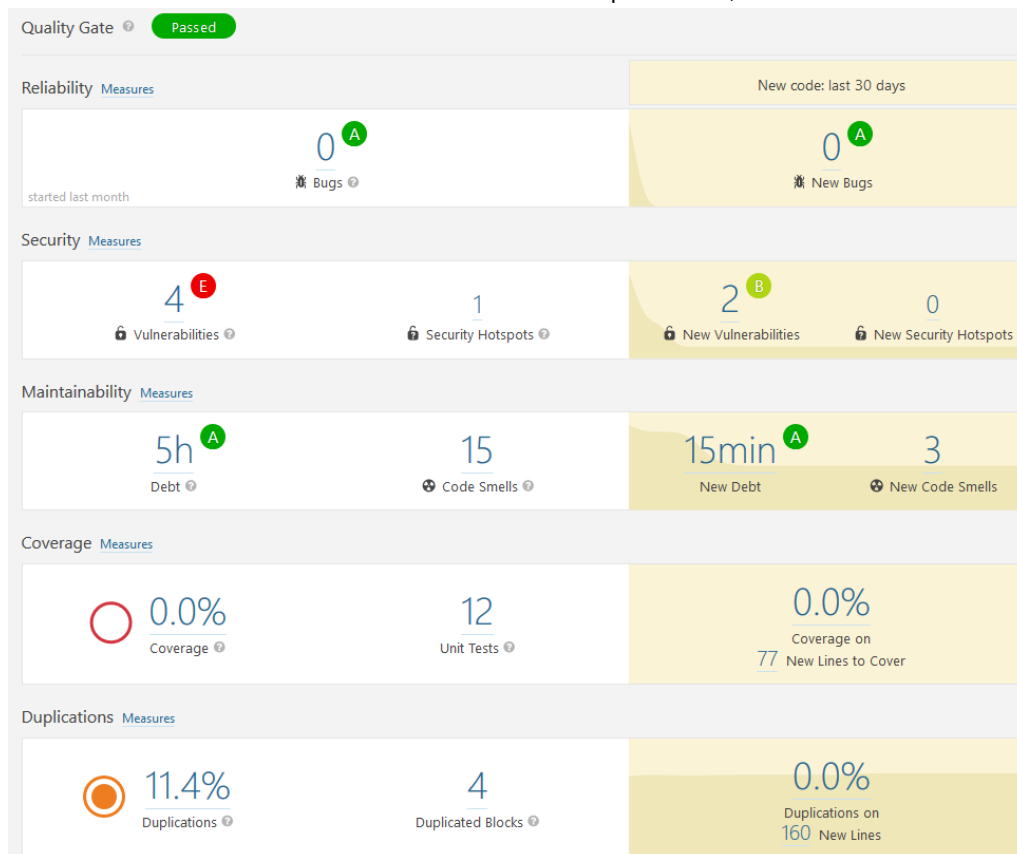 Quality Gate ? Passed
Reliability Measures
New code: last 30 days
0 A
0 A
Bugs ?
New Bugs
started last month
Security Measures
4 E
1
2 B
0
Vulnerabilities ?
Security Hotspots ?
New Vulnerabilities
New Security Hotspots
Maintainability Measures
5h A
15
15min A
3
Debt ?
Code Smells ?
New Debt
New Code Smells
Coverage Measures
0.0%
12
0.0%
Coverage ?
Unit Tests ?
Coverage on
77 New Lines to Cover
Duplications Measures
11.4%
4
0.0%
Duplications ?
Duplicated Blocks ?
Duplications on
160 New Lines